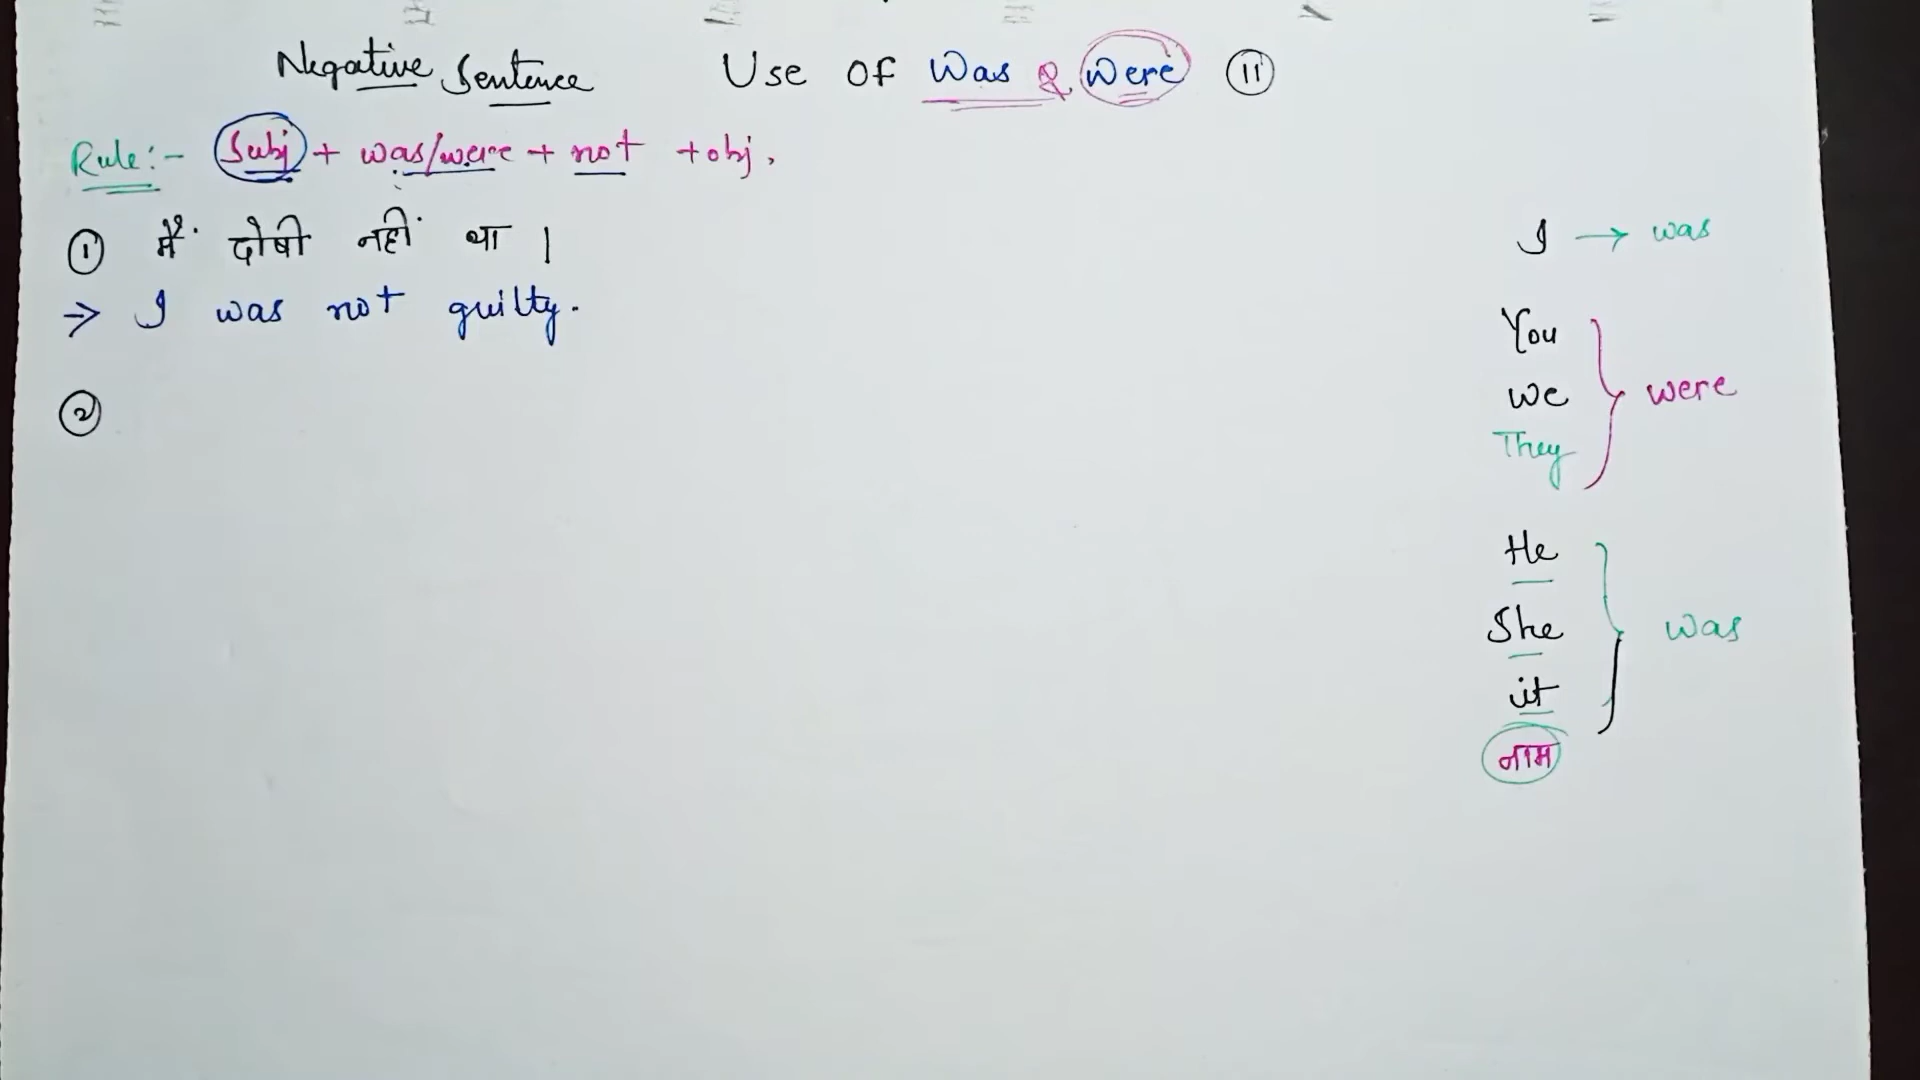 Negative Sentence Use Of Was & Were 11
Rule:- Subj + was/were + not + obj.
1 मैं दोषी नहीं था |
→ I was not guilty.
2
I → was
You
we
They
were
He
She
it
नाम
was